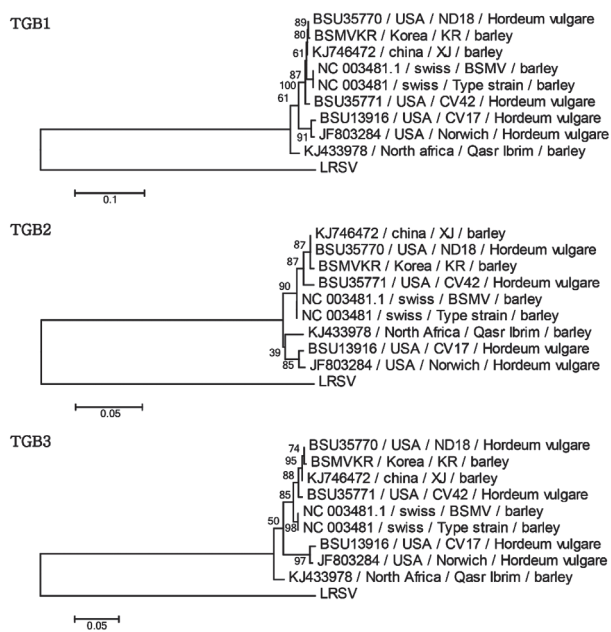 TGB1
89
BSU35770 / USA / ND18 / Hordeum vulgare
80
BSMVKR / Korea / KR / barley
61
KJ746472 / china / XJ / barley
87
NC 003481.1 / swiss / BSMV / barley
100
NC 003481 / swiss / Type strain / barley
61
BSU35771 / USA / CV42 / Hordeum vulgare
BSU13916 / USA / CV17 / Hordeum vulgare
91
JF803284 / USA / Norwich / Hordeum vulgare
KJ433978 / North africa / Qasr Ibrim / barley
LRSV
0.1
TGB2
KJ746472 / china / XJ / barley
87
BSU35770 / USA / ND18 / Hordeum vulgare
87
BSMVKR / Korea / KR / barley
BSU35771 / USA / CV42 / Hordeum vulgare
90
NC 003481.1 / swiss / BSMV / barley
NC 003481 / swiss / Type strain / barley
KJ433978 / North Africa / Qasr Ibrim / barley
39
BSU13916 / USA / CV17 / Hordeum vulgare
85
JF803284 / USA / Norwich / Hordeum vulgare
LRSV
0.05
TGB3
74
BSU35770 / USA / ND18 / Hordeum vulgare
95
BSMVKR / Korea / KR / barley
88
KJ746472 / china / XJ / barley
85
BSU35771 / USA / CV42 / Hordeum vulgare
NC 003481.1 / swiss / BSMV / barley
50
98
NC 003481 / swiss / Type strain / barley
BSU13916 / USA / CV17 / Hordeum vulgare
97
JF803284 / USA / Norwich / Hordeum vulgare
KJ433978 / North Africa / Qasr Ibrim / barley
LRSV
0.05